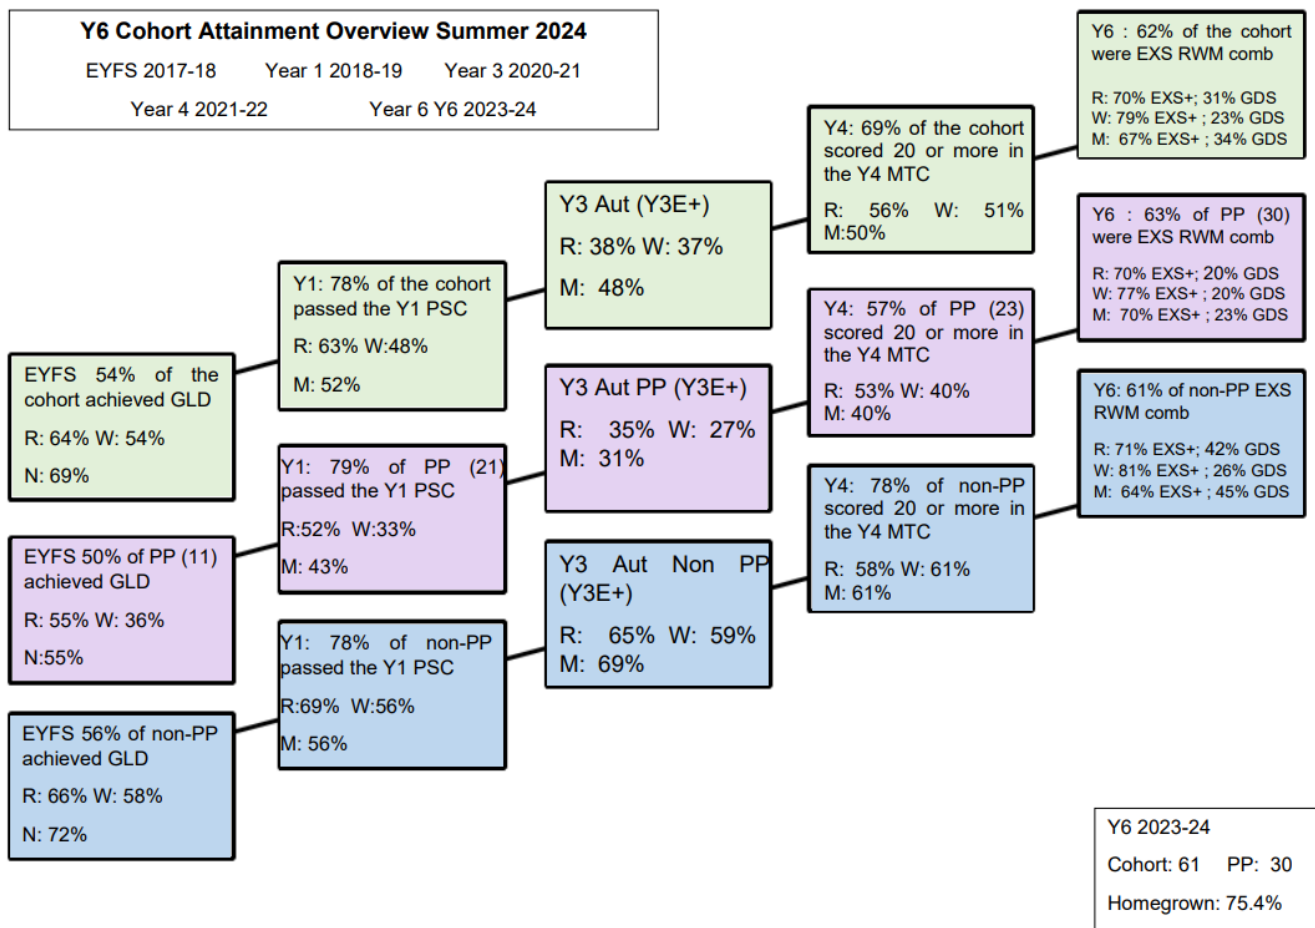 Y6 Cohort Attainment Overview Summer 2024
EYFS 2017-18 Year 1 2018-19 Year 3 2020-21
Year 4 2021-22 Year 6 Y6 2023-24
EYFS 54% of the
cohort achieved GLD
R: 64% W: 54%
N: 69%
Y1: 78% of the cohort
passed the Y1 PSC
R: 63% W:48%
M: 52%
Y3 Aut (Y3E+)
R: 38% W: 37%
M: 48%
Y4: 69% of the cohort
scored 20 or more in
the Y4 MTC
R: 56% W: 51%
M:50%
Y6 : 62% of the cohort
were EXS RWM comb
R: 70% EXS+; 31% GDS
W: 79% EXS+ ; 23% GDS
M: 67% EXS+ ; 34% GDS
EYFS 50% of PP (11)
achieved GLD
R: 55% W: 36%
N:55%
Y1: 79% of PP (21)
passed the Y1 PSC
R:52% W:33%
M: 43%
Y3 Aut PP (Y3E+)
R: 35% W: 27%
M: 31%
Y4: 57% of PP (23)
scored 20 or more in
the Y4 MTC
R: 53% W: 40%
M: 40%
Y6 : 63% of PP (30)
were EXS RWM comb
R: 70% EXS+; 20% GDS
W: 77% EXS+ ; 20% GDS
M: 70% EXS+ ; 23% GDS
EYFS 56% of non-PP
achieved GLD
R: 66% W: 58%
N: 72%
Y1: 78% of non-PP
passed the Y1 PSC
R:69% W:56%
M: 56%
Y3 Aut Non PP
(Y3E+)
R: 65% W: 59%
M: 69%
Y4: 78% of non-PP
scored 20 or more in
the Y4 MTC
R: 58% W: 61%
M: 61%
Y6: 61% of non-PP EXS
RWM comb
R: 71% EXS+; 42% GDS
W: 81% EXS+ ; 26% GDS
M: 64% EXS+ ; 45% GDS
Y6 2023-24
Cohort: 61 PP: 30
Homegrown: 75.4%